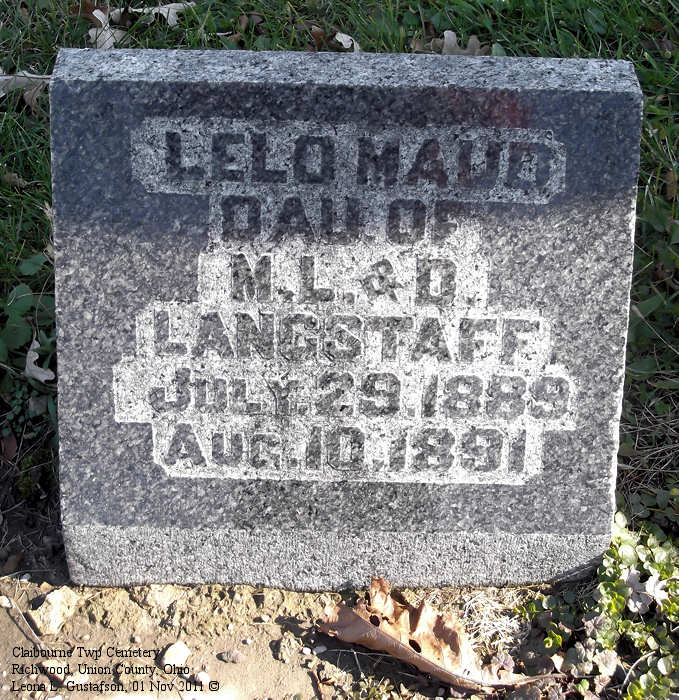 LELO MAUD
DAU. OF
M. L. & D.
LANGSTAFF
JULY. 29. 1889
AUG. 10. 1891
Claibourne Twp Cemetery
Richwood, Union County, Ohio
Leona L. Gustafson, 01 Nov 2011 ©